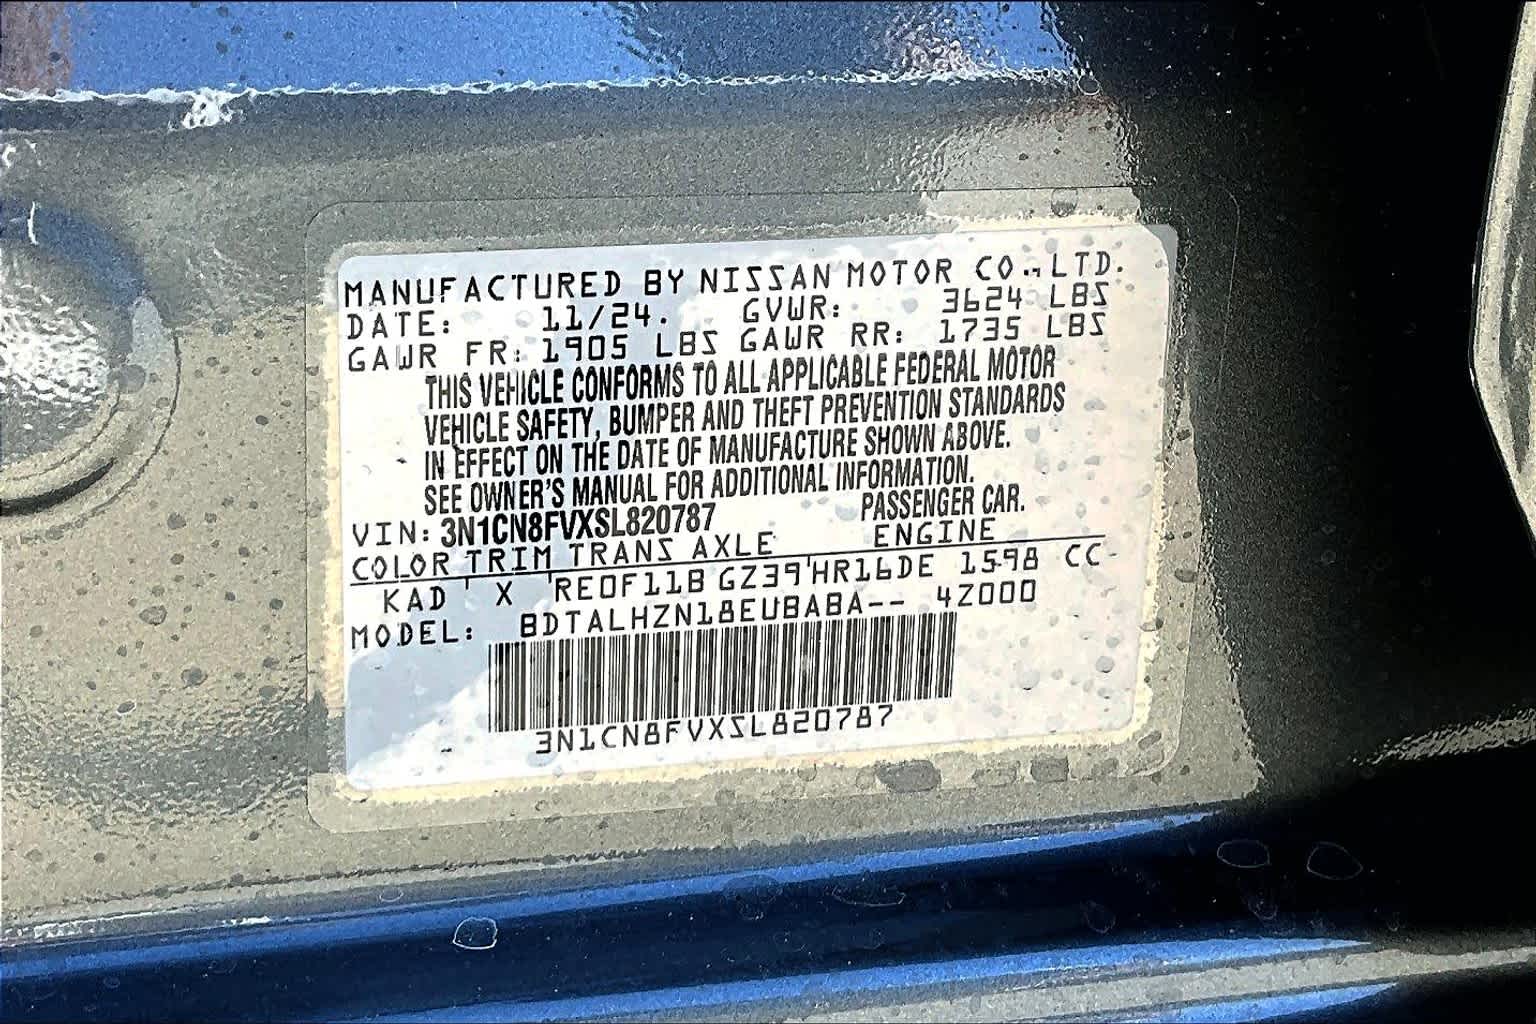 MANUFACTURED BY NISSAN MOTOR CO., LTD.
DATE: 11/24. GVWR: 3624 LBS
GAWR FR: 1905 LBS GAWR RR: 1735 LBS
THIS VEHICLE CONFORMS TO ALL APPLICABLE FEDERAL MOTOR
VEHICLE SAFETY, BUMPER AND THEFT PREVENTION STANDARDS
IN EFFECT ON THE DATE OF MANUFACTURE SHOWN ABOVE.
SEE OWNER'S MANUAL FOR ADDITIONAL INFORMATION.
VIN: 3N1CN8FVXSL820787 PASSENGER CAR.
COLOR TRIM TRANS AXLE ENGINE
KAD X RE0F11B GZ39 HR16DE 1598 CC
MODEL: BDTALHZN18EUBABA-- 4Z000
3N1CN8FVXSL820787